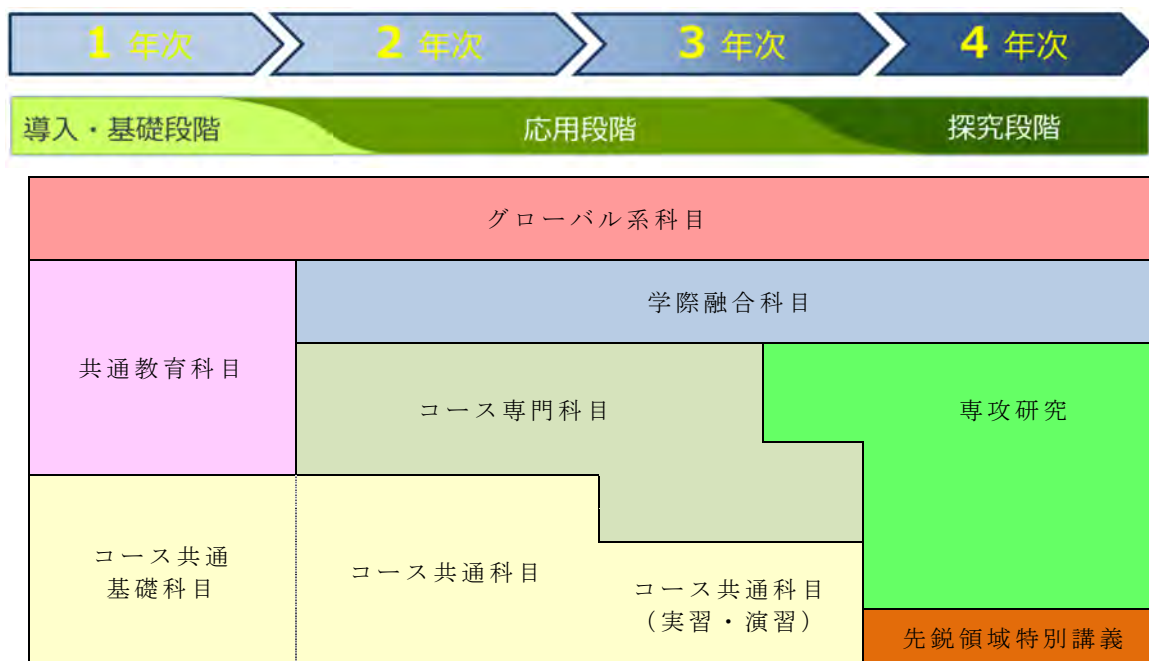 1 年次
2 年次
3 年次
4 年次
導入・基礎段階
応用段階
探究段階
グローバル系科目
学際融合科目
共通教育科目
コース専門科目
専攻研究
コース共通
基礎科目
コース共通科目
コース共通科目
（実習・演習）
先鋭領域特別講義